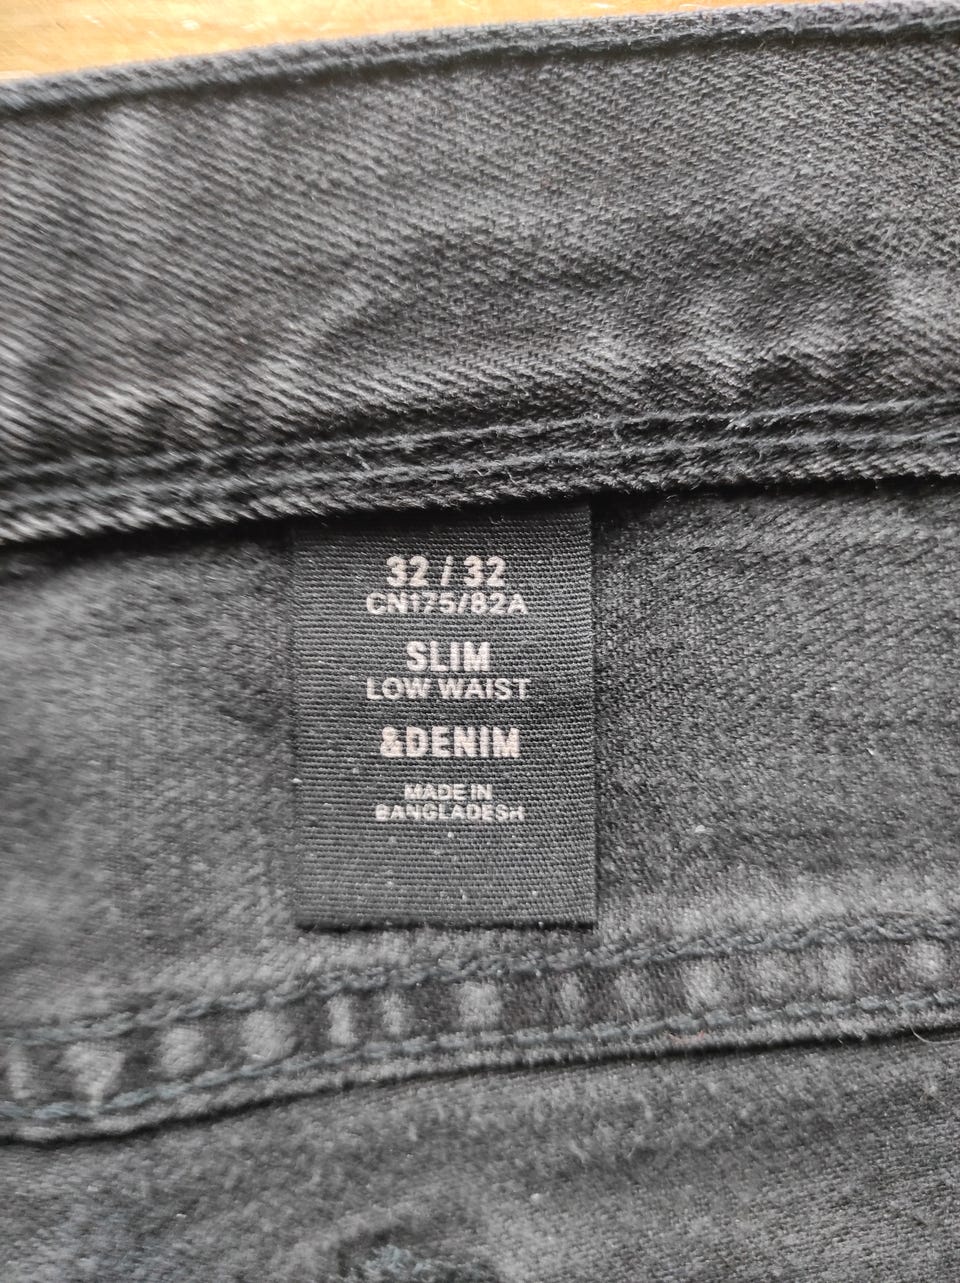 32 / 32
CN175/82A
SLIM
LOW WAIST
&DENIM
MADE IN
BANGLADESH